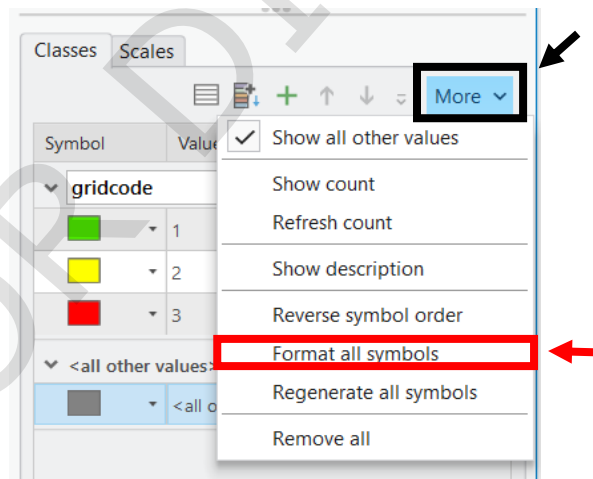 Classes Scales
More
Symbol Value
Show all other values
gridcode
Show count
1
Refresh count
2
Show description
3
Reverse symbol order
<all other values>
Format all symbols
<all o
Regenerate all symbols
Remove all